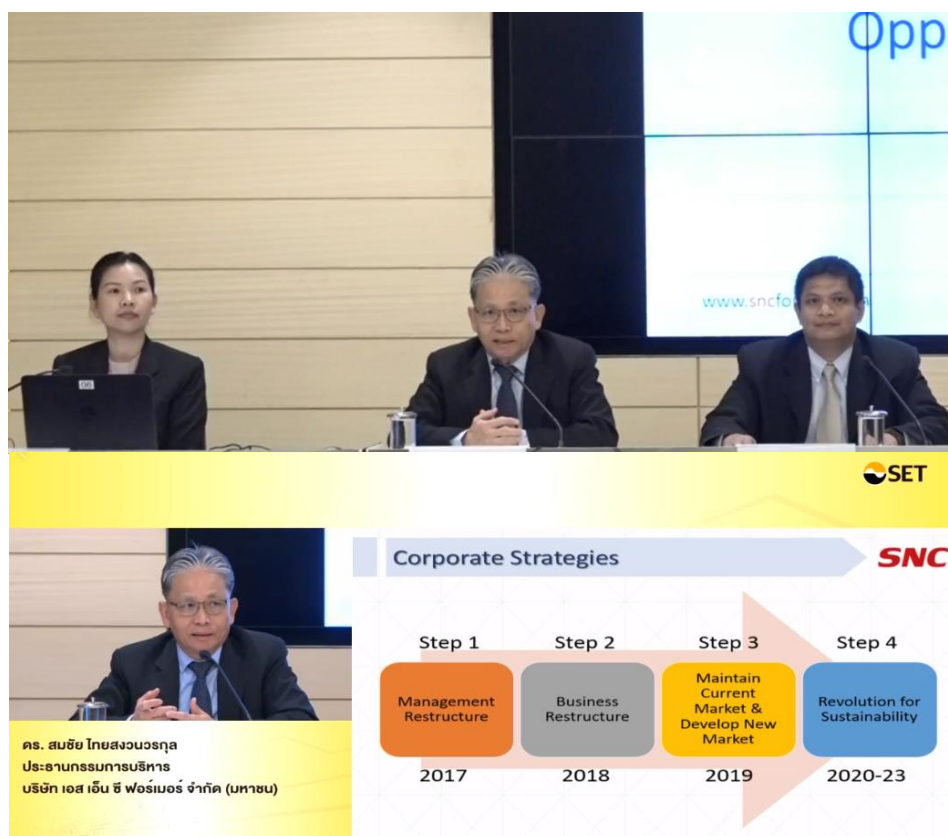 Opp
www.sncfo
06
SET
Corporate Strategies
SNC
Step 1
Step 2
Step 3
Step 4
Management
Restructure
Business
Restructure
Maintain
Current
Market &
Develop New
Market
Revolution for
Sustainability
2017
2018
2019
2020-23
ดร. สมชัย ไทยสงวนวรกุล
ประธานกรรมการบริหาร
บริษัท เอส เอ็น ซี ฟอร์เมอร์ จำกัด (มหาชน)